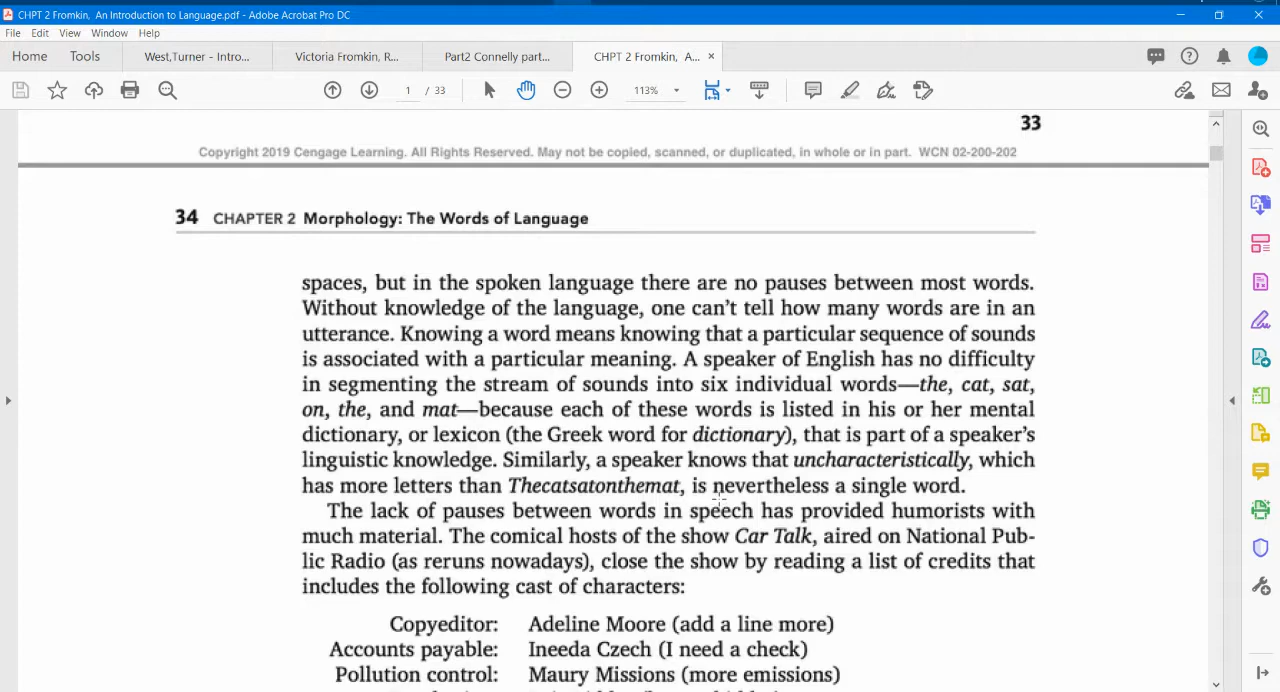 CHPT 2 Fromkin, An Introduction to Language.pdf - Adobe Acrobat Pro DC
File Edit View Window Help
Home Tools West,Turner - Intro... Victoria Fromkin, R... Part2 Connelly part... CHPT 2 Fromkin, A... ×
1 / 33 113%
33
Copyright 2019 Cengage Learning. All Rights Reserved. May not be copied, scanned, or duplicated, in whole or in part. WCN 02-200-202
34 CHAPTER 2 Morphology: The Words of Language
spaces, but in the spoken language there are no pauses between most words.
Without knowledge of the language, one can’t tell how many words are in an
utterance. Knowing a word means knowing that a particular sequence of sounds
is associated with a particular meaning. A speaker of English has no difficulty
in segmenting the stream of sounds into six individual words—the, cat, sat,
on, the, and mat—because each of these words is listed in his or her mental
dictionary, or lexicon (the Greek word for dictionary), that is part of a speaker’s
linguistic knowledge. Similarly, a speaker knows that uncharacteristically, which
has more letters than Thecatsatonthemat, is nevertheless a single word.
The lack of pauses between words in speech has provided humorists with
much material. The comical hosts of the show Car Talk, aired on National Pub-
lic Radio (as reruns nowadays), close the show by reading a list of credits that
includes the following cast of characters:
Copyeditor: Adeline Moore (add a line more)
Accounts payable: Ineeda Czech (I need a check)
Pollution control: Maury Missions (more emissions)